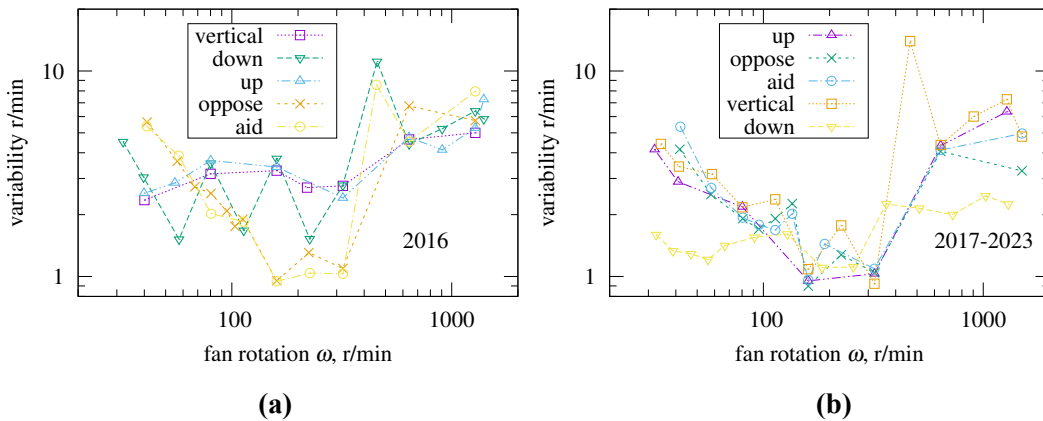 vertical
down
up
oppose
aid
10
1
variability r/min
2016
100
1000
fan rotation ω, r/min
(a)
up
oppose
aid
vertical
down
10
1
variability r/min
2017-2023
100
1000
fan rotation ω, r/min
(b)